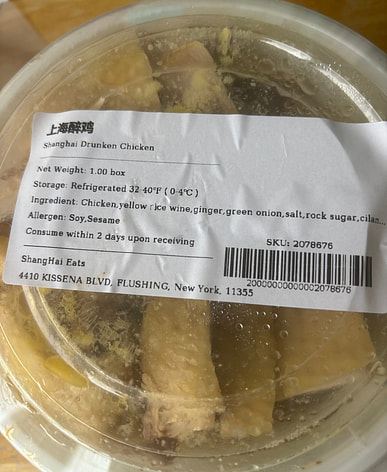 上海醉鸡
Shanghai Drunken Chicken
Net Weight: 1.00 box
Storage: Refrigerated 32-40°F ( 0-4℃ )
Ingredient: Chicken,yellow rice wine,ginger,green onion,salt,rock sugar,cilan...
Allergen: Soy,Sesame
Consume within 2 days upon receiving
SKU: 2078676
20000000000002078676
ShangHai Eats
4410 KISSENA BLVD, FLUSHING, New York, 11355